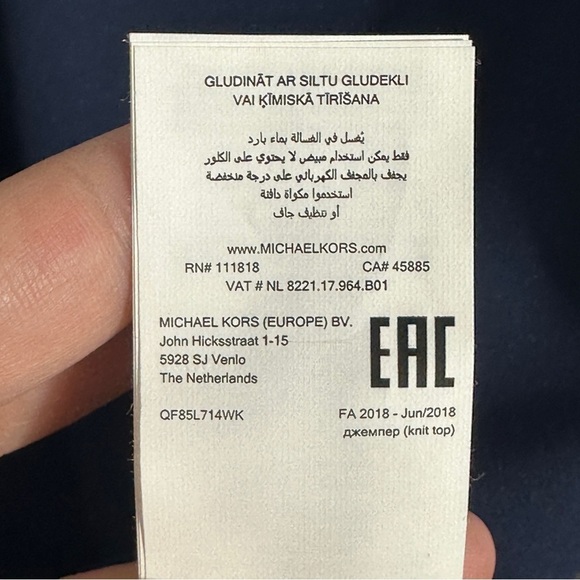 GLUDINĀT AR SILTU GLUDEKLI
VAI ĶĪMISKĀ TĪRĪŠANA
يُغسل في الغسالة بماء بارد
فقط يمكن استخدام مبيض لا يحتوي على الكلور
يجفف بالمجفف الكهربائي على درجة منخفضة
استخدموا مكواة دافئة
أو تنظيف جاف
www.MICHAELKORS.com
RN# 111818 CA# 45885
VAT # NL 8221.17.964.B01
MICHAEL KORS (EUROPE) BV.
John Hicksstraat 1-15
5928 SJ Venlo
The Netherlands
EAC
QF85L714WK
FA 2018 - Jun/2018
джемпер (knit top)